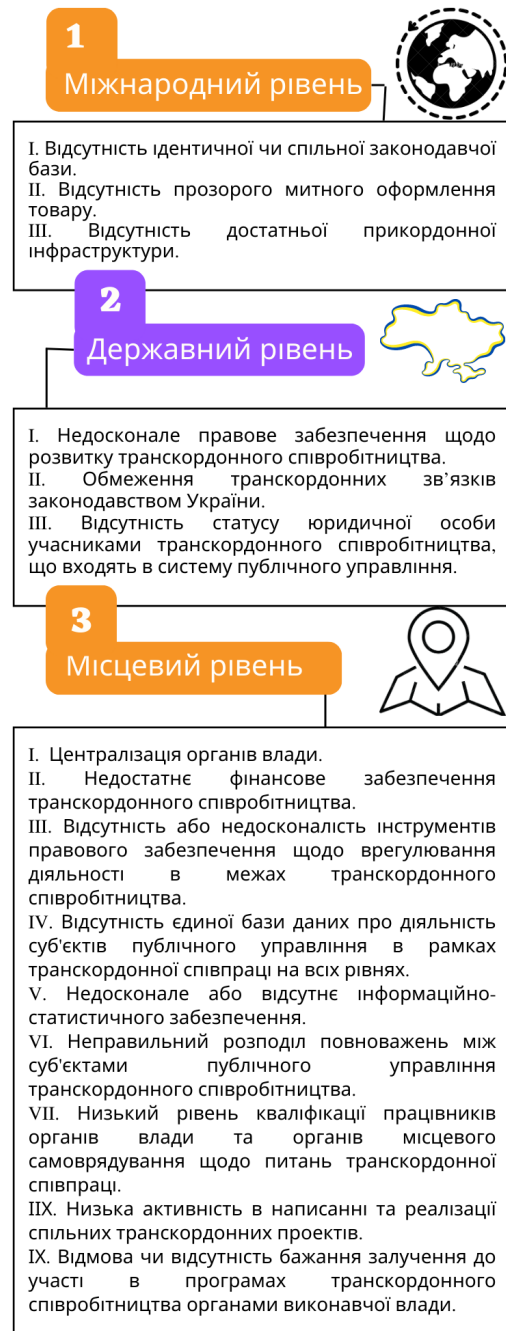 1
Міжнародний рівень
I. Відсутність ідентичної чи спільної законодавчої
бази.
II. Відсутність прозорого митного оформлення
товару.
III. Відсутність достатньої прикордонної
інфраструктури.
2
Державний рівень
I. Недосконале правове забезпечення щодо
розвитку транскордонного співробітництва.
II. Обмеження транскордонних зв’язків
законодавством України.
III. Відсутність статусу юридичної особи
учасниками транскордонного співробітництва,
що входять в систему публічного управління.
3
Місцевий рівень
I. Централізація органів влади.
II. Недостатнє фінансове забезпечення
транскордонного співробітництва.
III. Відсутність або недосконалість інструментів
правового забезпечення щодо врегулювання
діяльності в межах транскордонного
співробітництва.
IV. Відсутність єдиної бази даних про діяльність
суб'єктів публічного управління в рамках
транскордонної співпраці на всіх рівнях.
V. Недосконале або відсутнє інформаційно-
статистичного забезпечення.
VI. Неправильний розподіл повноважень між
суб'єктами публічного управління
транскордонного співробітництва.
VII. Низький рівень кваліфікації працівників
органів влади та органів місцевого
самоврядування щодо питань транскордонної
співпраці.
IIX. Низька активність в написанні та реалізації
спільних транскордонних проектів.
IX. Відмова чи відсутність бажання залучення до
участі в програмах транскордонного
співробітництва органами виконавчої влади.